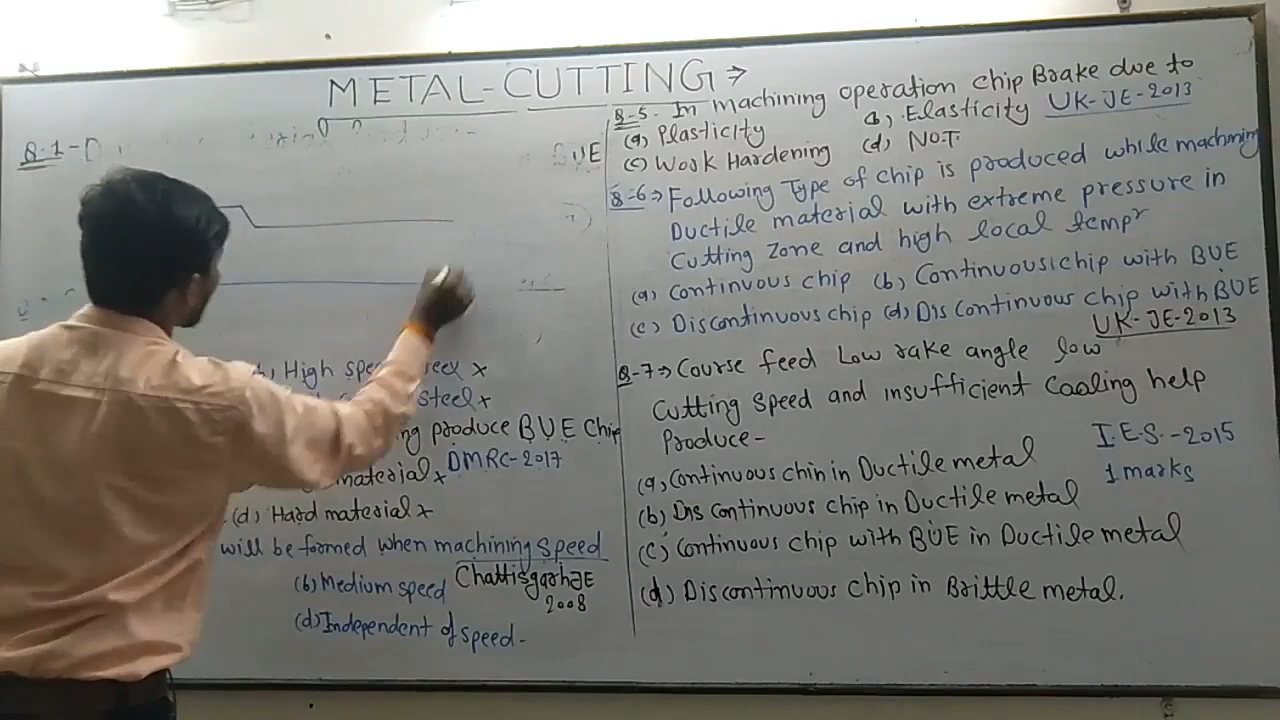 METAL-CUTTING →
Q.1-
BUE
High speed steel x
steel x
ng produce BUE Chip
material x DMRC-2017
(d) Hard material x
will be formed when machining speed
(b) Medium speed Chattisgarh JE
2008
(d) Independent of speed-
Q-5- In machining operation chip Brake due to
(a) Plasticity (b) Elasticity UK-JE-2013
(c) Work Hardening (d) N.O.T.
Q-6→ Following Type of chip is produced while machining
Ductile material with extreme pressure in
Cutting Zone and high local tempr
(a) Continuous chip (b) Continuous chip with BUE
(c) Discontinuous chip (d) Discontinuous chip with BUE
UK-JE-2013
Q-7→ Course feed Low rake angle low
Cutting Speed and insufficient Cooling help
Produce-
I.E.S.-2015
1 marks
(a) Continuous chin in Ductile metal
(b) Dis continuous chip in Ductile metal
(c) Continuous chip with BUE in Ductile metal
(d) Discontinuous chip in Brittle metal.